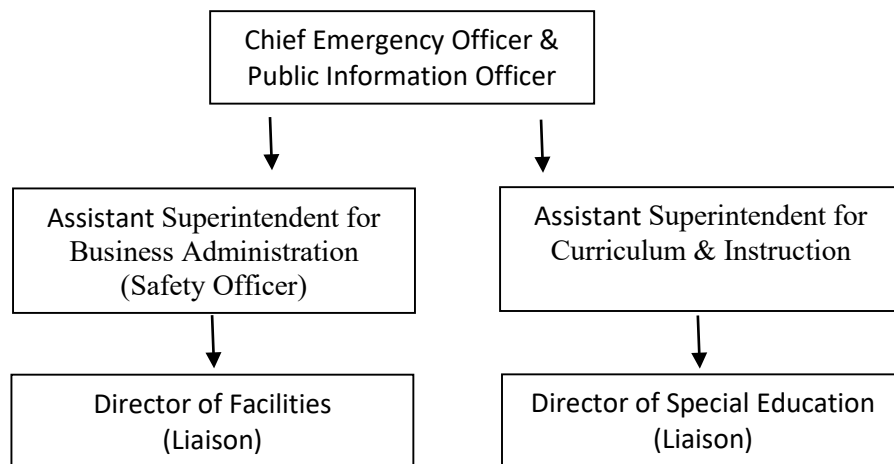 Chief Emergency Officer &
Public Information Officer
Assistant Superintendent for
Business Administration
(Safety Officer)
Assistant Superintendent for
Curriculum & Instruction
Director of Facilities
(Liaison)
Director of Special Education
(Liaison)